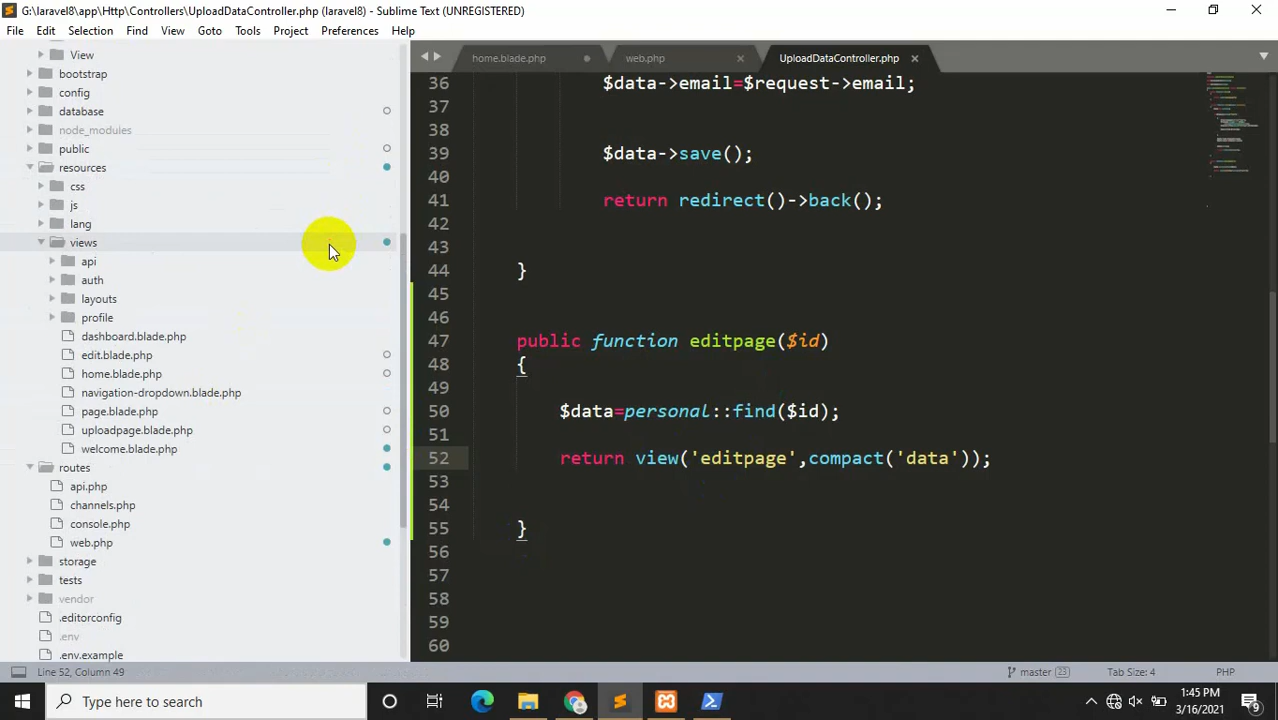 G:\laravel8\app\Http\Controllers\UploadDataController.php (laravel8) - Sublime Text (UNREGISTERED)
File Edit Selection Find View Goto Tools Project Preferences Help
View
bootstrap
config
database
node_modules
public
resources
css
js
lang
views
api
auth
layouts
profile
dashboard.blade.php
edit.blade.php
home.blade.php
navigation-dropdown.blade.php
page.blade.php
uploadpage.blade.php
welcome.blade.php
routes
api.php
channels.php
console.php
web.php
storage
tests
vendor
.editorconfig
.env
.env.example
home.blade.php web.php UploadDataController.php
36 $data->email=$request->email;
37
38
39 $data->save();
40
41 return redirect()->back();
42
43
44 }
45
46
47 public function editpage($id)
48 {
49
50 $data=personal::find($id);
51
52 return view('editpage',compact('data'));
53
54
55 }
56
57
58
59
60
Line 52, Column 49 master 23 Tab Size: 4 PHP
Type here to search
1:45 PM
3/16/2021
9